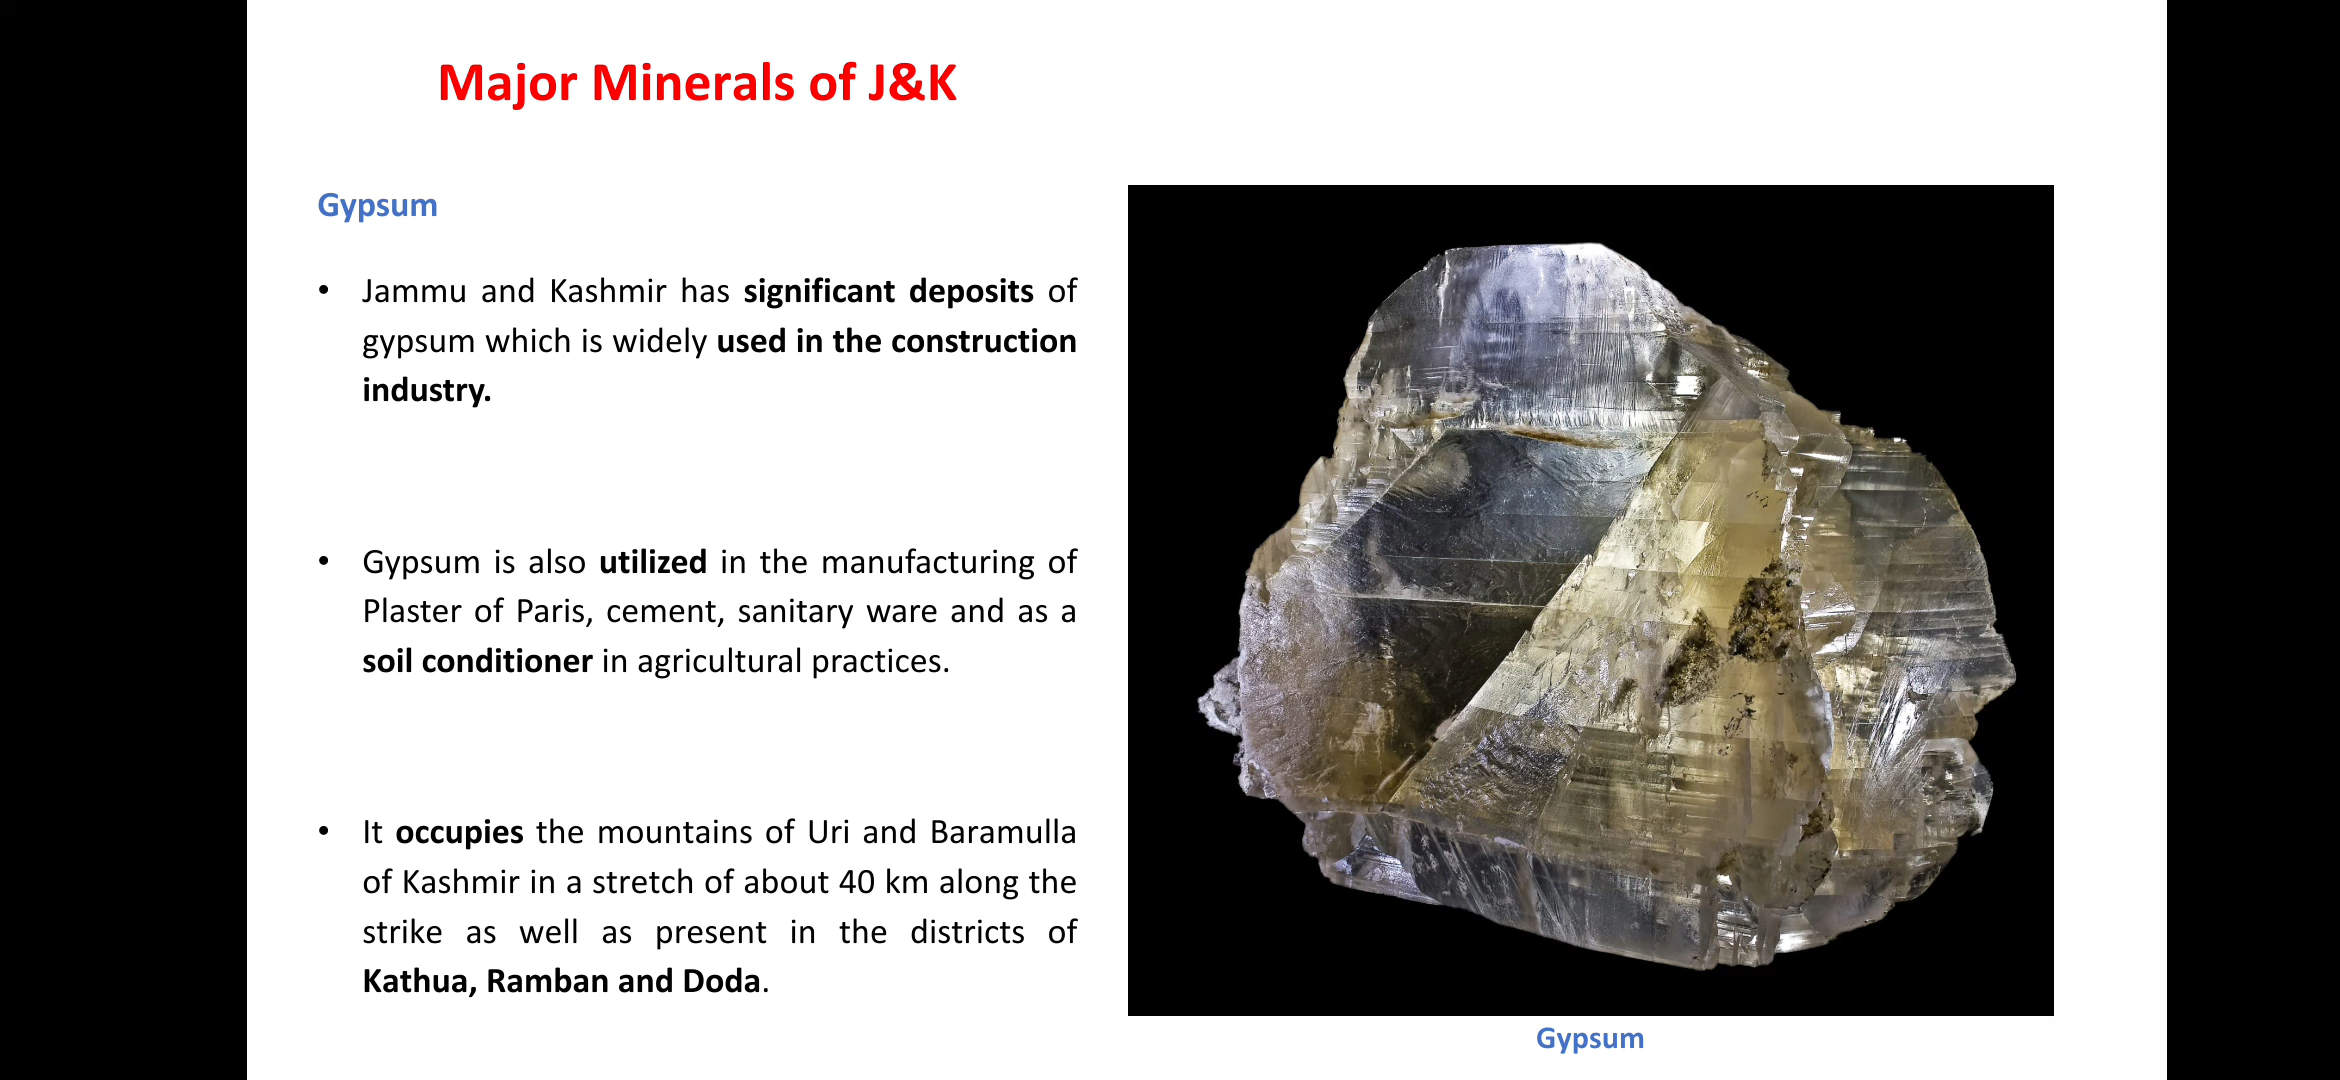 Major Minerals of J&K
Gypsum
• Jammu and Kashmir has significant deposits of
gypsum which is widely used in the construction
industry.
• Gypsum is also utilized in the manufacturing of
Plaster of Paris, cement, sanitary ware and as a
soil conditioner in agricultural practices.
• It occupies the mountains of Uri and Baramulla
of Kashmir in a stretch of about 40 km along the
strike as well as present in the districts of
Kathua, Ramban and Doda.
Gypsum